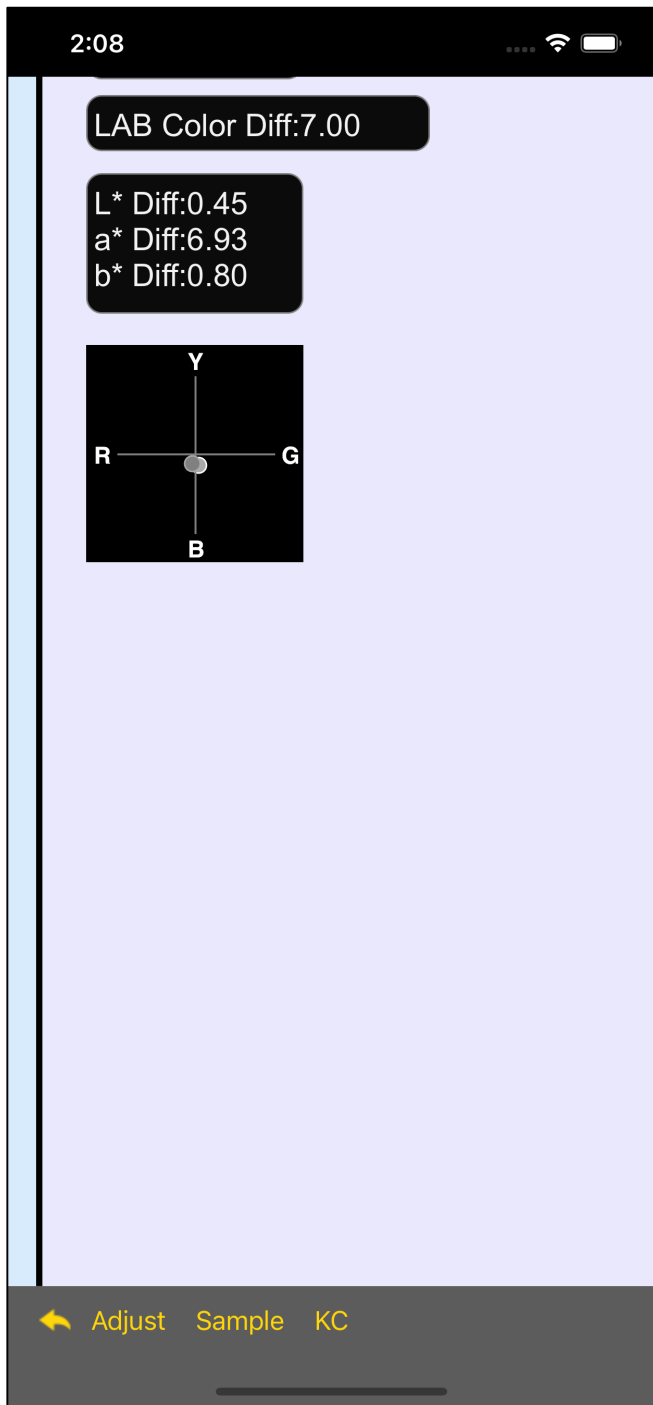 2:08
LAB Color Diff:7.00
L* Diff:0.45
a* Diff:6.93
b* Diff:0.80
Y
R G
B
Adjust Sample KC